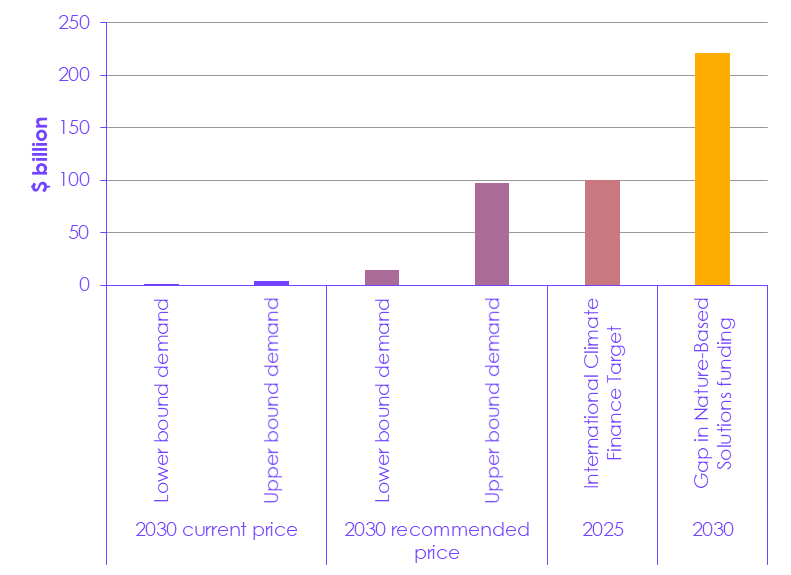 250
200
150
100
50
0
$ billion
Lower bound demand
Upper bound demand
Lower bound demand
Upper bound demand
International Climate
Finance Target
Gap in Nature-Based
Solutions funding
2030 current price
2030 recommended
price
2025
2030